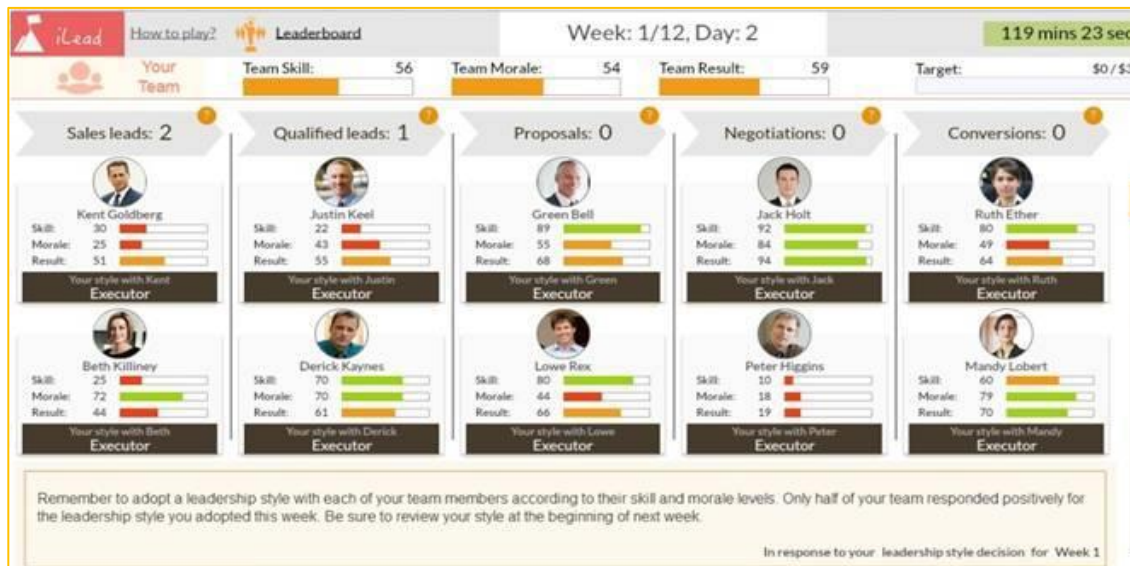 iLead How to play? Leaderboard Week: 1/12, Day: 2 119 mins 23 sec
Your Team
Team Skill: 56
Team Morale: 54
Team Result: 59
Target: $0/$3
Sales leads: 2
Qualified leads: 1
Proposals: 0
Negotiations: 0
Conversions: 0
Kent Goldberg
Skill: 30
Morale: 25
Result: 51
Your style with Kent
Executor
Justin Keel
Skill: 22
Morale: 43
Result: 55
Your style with Justin
Executor
Green Bell
Skill: 89
Morale: 55
Result: 68
Your style with Green
Executor
Jack Holt
Skill: 92
Morale: 84
Result: 94
Your style with Jack
Executor
Ruth Ether
Skill: 80
Morale: 49
Result: 64
Your style with Ruth
Executor
Beth Killiney
Skill: 25
Morale: 72
Result: 44
Your style with Beth
Executor
Derick Kaynes
Skill: 70
Morale: 70
Result: 61
Your style with Derick
Executor
Lowe Rex
Skill: 80
Morale: 44
Result: 66
Your style with Lowe
Executor
Peter Higgins
Skill: 10
Morale: 18
Result: 19
Your style with Peter
Executor
Mandy Lobert
Skill: 60
Morale: 79
Result: 70
Your style with Mandy
Executor
Remember to adopt a leadership style with each of your team members according to their skill and morale levels. Only half of your team responded positively for
the leadership style you adopted this week. Be sure to review your style at the beginning of next week.
In response to your leadership style decision for Week 1